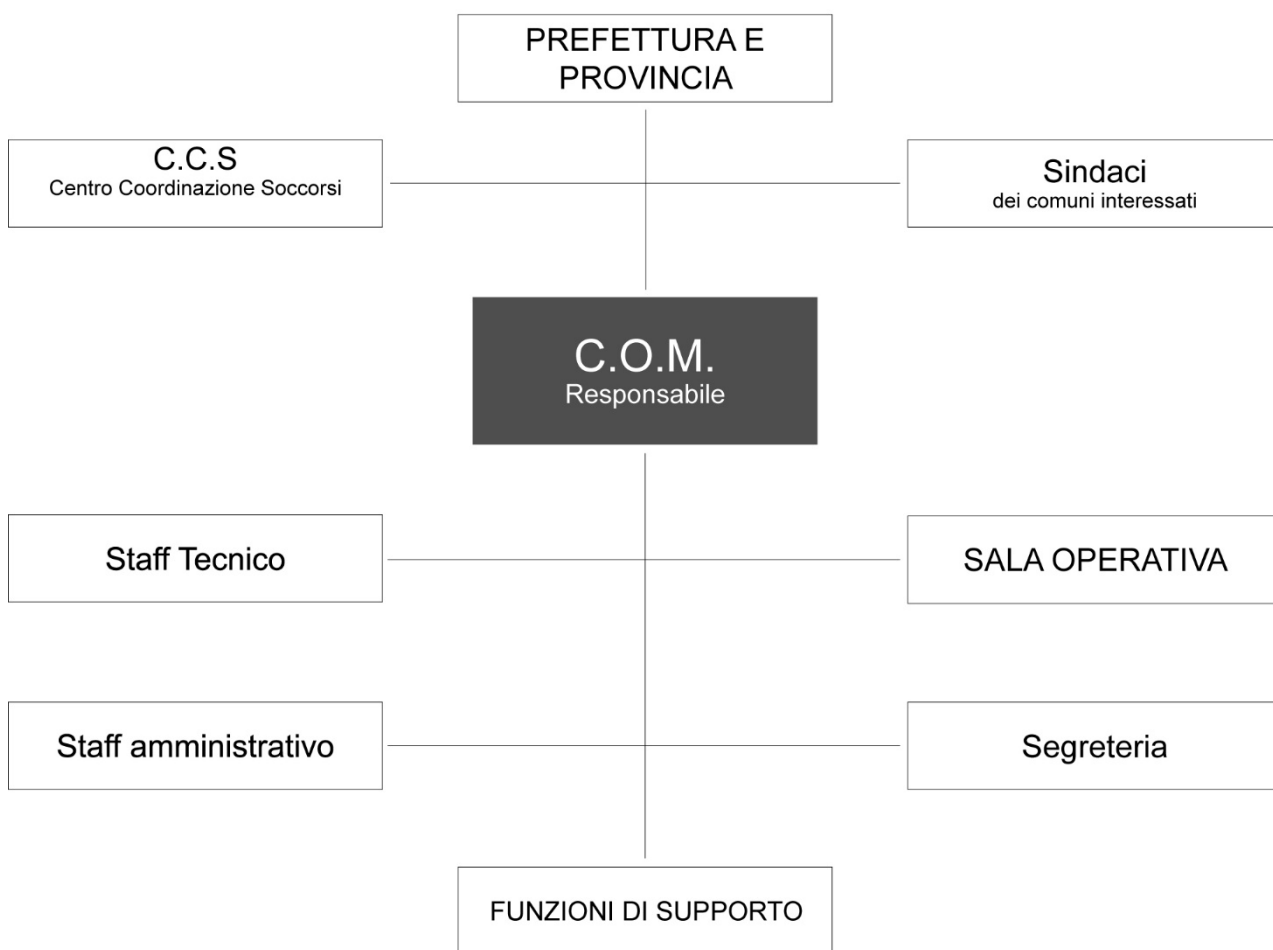 PREFETTURA E
PROVINCIA
C.C.S
Centro Coordinazione Soccorsi
Sindaci
dei comuni interessati
C.O.M.
Responsabile
Staff Tecnico
SALA OPERATIVA
Staff amministrativo
Segreteria
FUNZIONI DI SUPPORTO